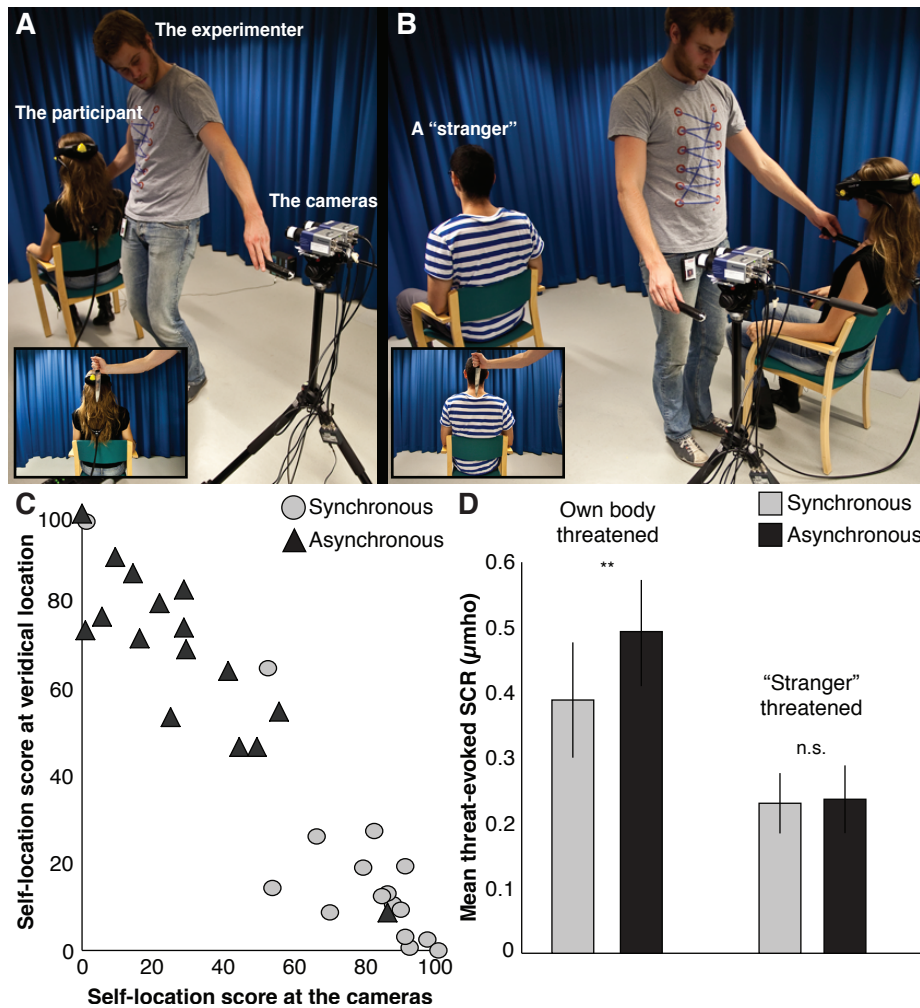 A
The experimenter
The participant
The cameras
B
A “stranger”
C
Synchronous
Asynchronous
Self-location score at veridical location
100
80
60
40
20
0
0
20
40
60
80
100
Self-location score at the cameras
D
Synchronous
Asynchronous
Own body
threatened
**
“Stranger”
threatened
n.s.
Mean threat-evoked SCR (µmho)
0.6
0.5
0.4
0.3
0.2
0.1
0